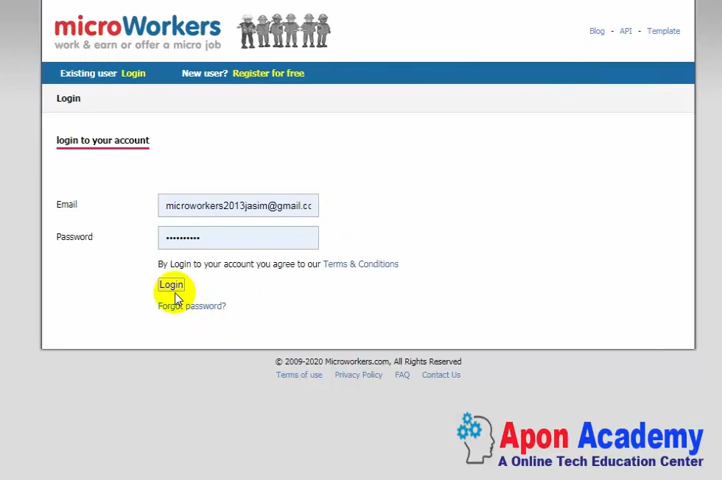 microWorkers
work & earn or offer a micro job
Blog - API - Template
Existing user Login New user? Register for free
Login
login to your account
Email microworkers2013jasim@gmail.cc
Password ••••••••••
By Login to your account you agree to our Terms & Conditions
Login
Forgot password?
© 2009-2020 Microworkers.com, All Rights Reserved
Terms of use Privacy Policy FAQ Contact Us
Apon Academy
A Online Tech Education Center